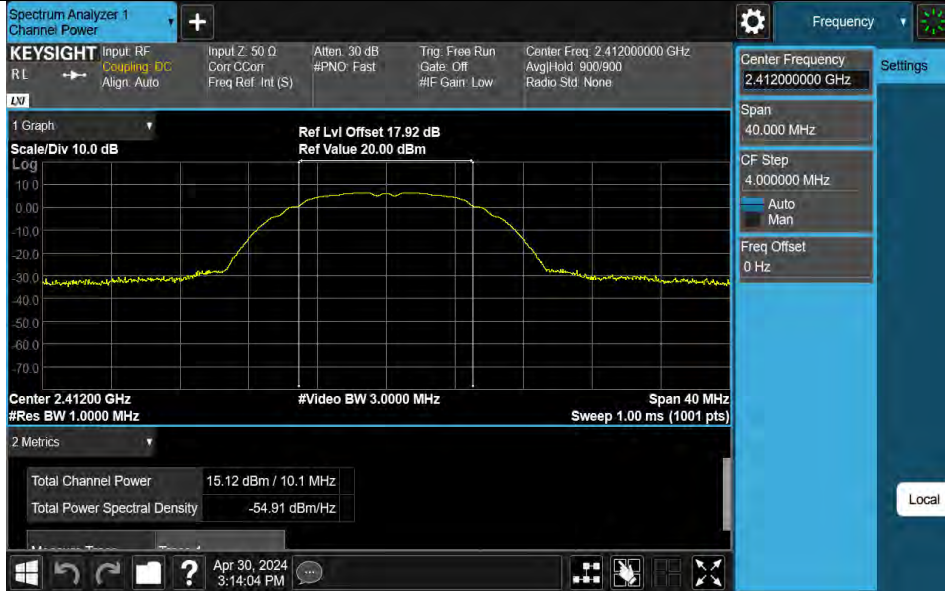 Spectrum Analyzer 1
Channel Power
Frequency
KEYSIGHT
RL
LXI
Input: RF
Coupling: DC
Align: Auto
Input Z: 50 Ω
Corr CCorr
Freq Ref: Int (S)
Atten: 30 dB
#PNO: Fast
Trig: Free Run
Gate: Off
#IF Gain: Low
Center Freq: 2.412000000 GHz
Avg|Hold: 900/900
Radio Std: None
Center Frequency
2.412000000 GHz
Settings
Span
40.000 MHz
CF Step
4.000000 MHz
Auto
Man
Freq Offset
0 Hz
Local
1 Graph
Scale/Div 10.0 dB
Ref Lvl Offset 17.92 dB
Ref Value 20.00 dBm
Log
10.0
0.00
-10.0
-20.0
-30.0
-40.0
-50.0
-60.0
-70.0
Center 2.41200 GHz
#Video BW 3.0000 MHz
Span 40 MHz
#Res BW 1.0000 MHz
Sweep 1.00 ms (1001 pts)
2 Metrics
Total Channel Power 15.12 dBm / 10.1 MHz
Total Power Spectral Density -54.91 dBm/Hz
?
Apr 30, 2024
3:14:04 PM